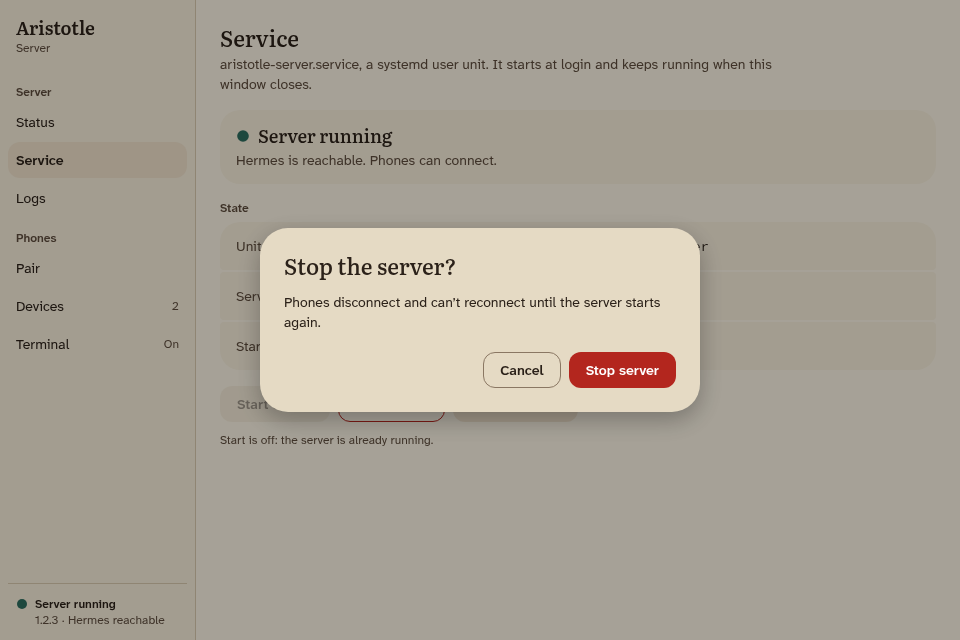 Aristotle
Server
Server
Status
Service
Logs
Phones
Pair
Devices 2
Terminal On
Server running
1.2.3 · Hermes reachable
Service
aristotle-server.service, a systemd user unit. It starts at login and keeps running when this
window closes.
Server running
Hermes is reachable. Phones can connect.
State
Unit
Stop the server?
Phones disconnect and can't reconnect until the server starts
again.
Cancel
Stop server
Start
Start is off: the server is already running.